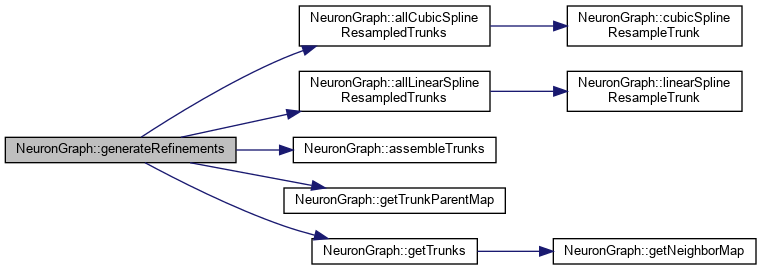 NeuronGraph::generateRefinements
NeuronGraph::allCubicSpline
ResampledTrunks
NeuronGraph::cubicSpline
ResampleTrunk
NeuronGraph::allLinearSpline
ResampledTrunks
NeuronGraph::linearSpline
ResampleTrunk
NeuronGraph::assembleTrunks
NeuronGraph::getTrunkParentMap
NeuronGraph::getTrunks
NeuronGraph::getNeighborMap